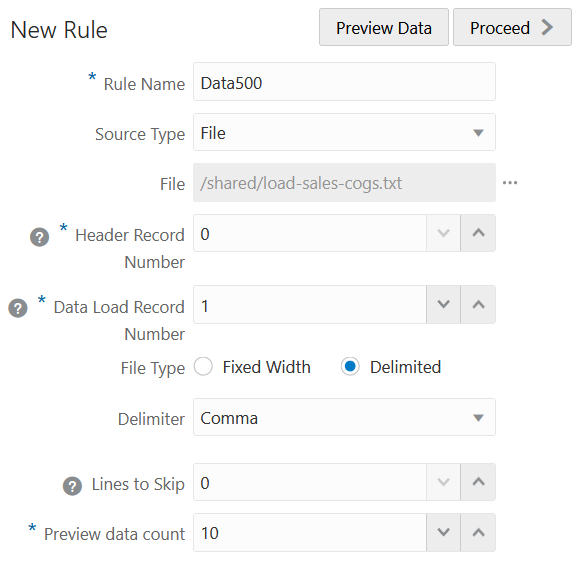 New Rule
Preview Data
Proceed
* Rule Name
Data500
Source Type
File
File
/shared/load-sales-cogs.txt
...
? * Header Record
Number
0
? * Data Load Record
Number
1
File Type
Fixed Width
Delimited
Delimiter
Comma
? Lines to Skip
0
* Preview data count
10